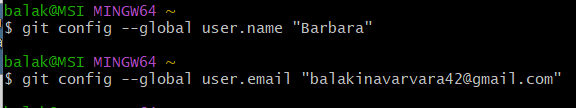 balak@MSI MINGW64 ~
$ git config --global user.name "Barbara"
balak@MSI MINGW64 ~
$ git config --global user.email "balakinavarvara42@gmail.com"